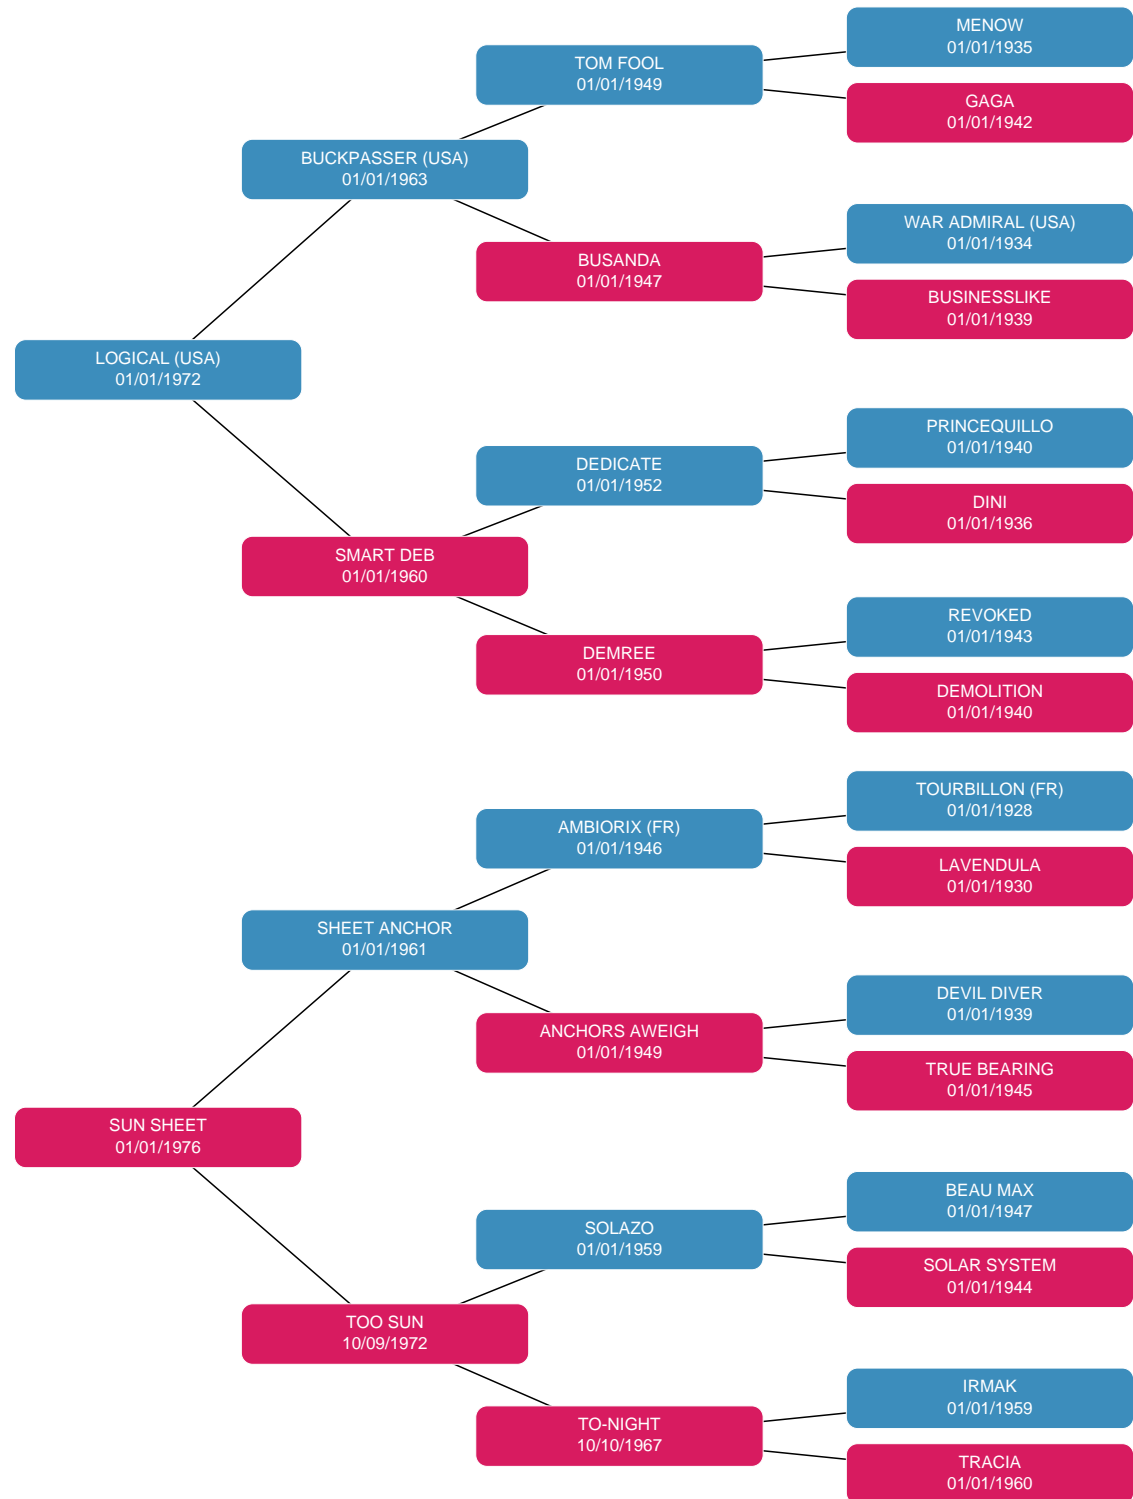 MENOW
01/01/1935
TOM FOOL
01/01/1949
GAGA
01/01/1942
BUCKPASSER (USA)
01/01/1963
WAR ADMIRAL (USA)
01/01/1934
BUSANDA
01/01/1947
BUSINESSLIKE
01/01/1939
LOGICAL (USA)
01/01/1972
PRINCEQUILLO
01/01/1940
DEDICATE
01/01/1952
DINI
01/01/1936
SMART DEB
01/01/1960
REVOKED
01/01/1943
DEMREE
01/01/1950
DEMOLITION
01/01/1940
TOURBILLON (FR)
01/01/1928
AMBIORIX (FR)
01/01/1946
LAVENDULA
01/01/1930
SHEET ANCHOR
01/01/1961
DEVIL DIVER
01/01/1939
ANCHORS AWEIGH
01/01/1949
TRUE BEARING
01/01/1945
SUN SHEET
01/01/1976
BEAU MAX
01/01/1947
SOLAZO
01/01/1959
SOLAR SYSTEM
01/01/1944
TOO SUN
10/09/1972
IRMAK
01/01/1959
TO-NIGHT
10/10/1967
TRACIA
01/01/1960